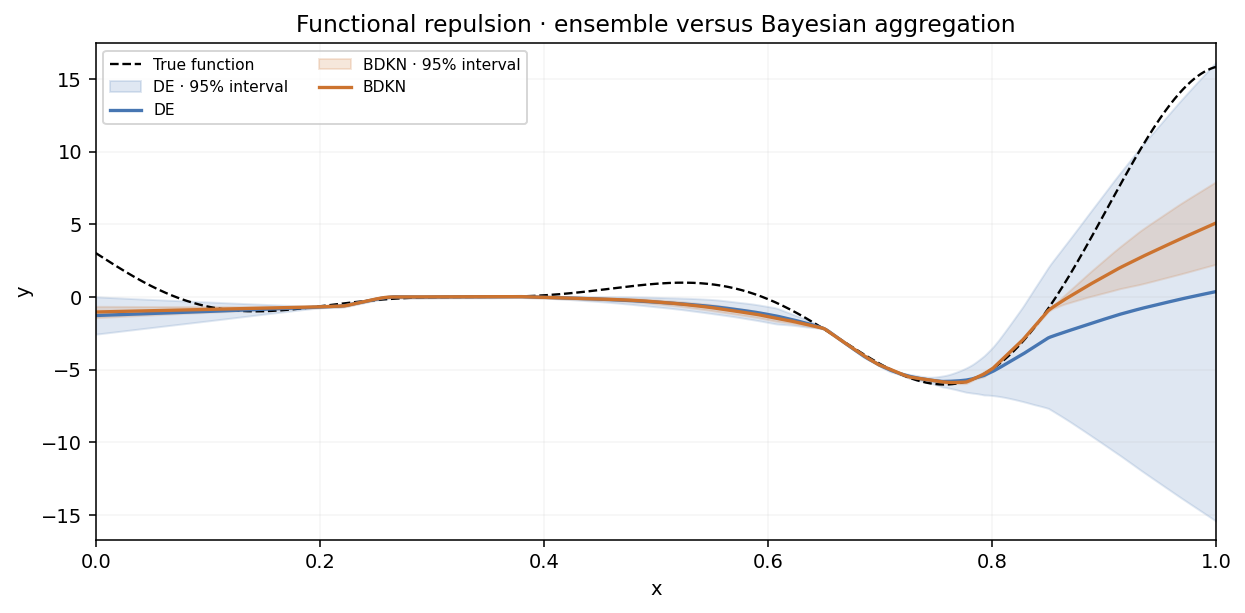 Functional repulsion · ensemble versus Bayesian aggregation
True function
DE · 95% interval
DE
BDKN · 95% interval
BDKN
y
15
10
5
0
−5
−10
−15
0.0 0.2 0.4 0.6 0.8 1.0
x